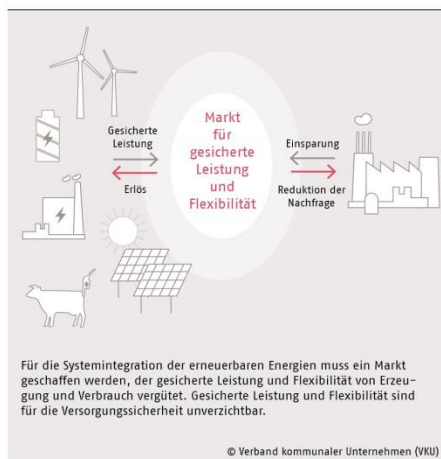 Markt
für
gesicherte
Leistung
und
Flexibilität
Gesicherte
Leistung
Erlös
Einsparung
Reduktion der
Nachfrage
Für die Systemintegration der erneuerbaren Energien muss ein Markt
geschaffen werden, der gesicherte Leistung und Flexibilität von Erzeu-
gung und Verbrauch vergütet. Gesicherte Leistung und Flexibilität sind
für die Versorgungssicherheit unverzichtbar.
© Verband kommunaler Unternehmen (VKU)